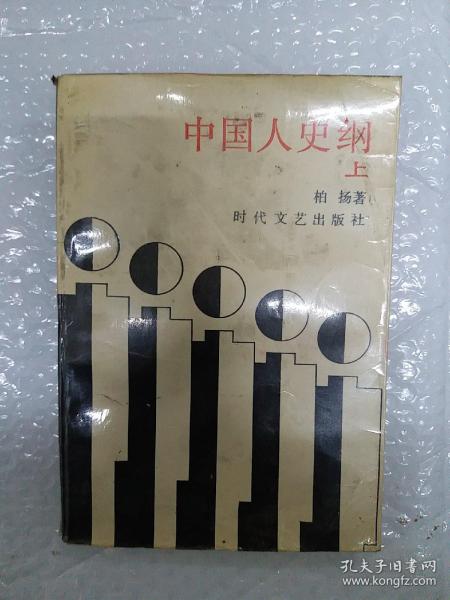 中国人史纲
上
柏 扬著
时代文艺出版社
孔夫子旧书网
www.kongfz.com